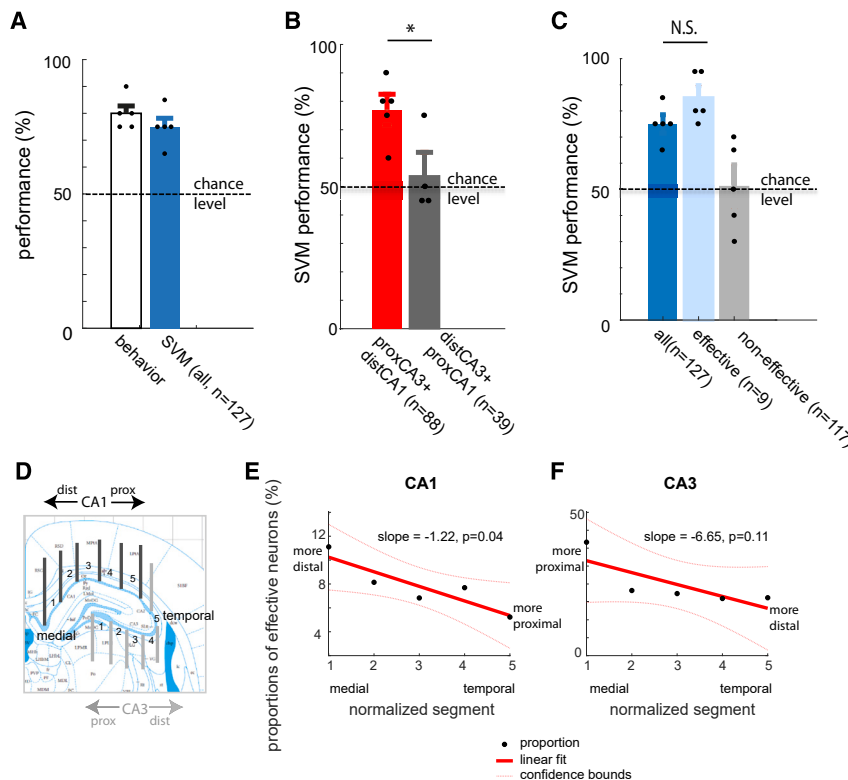 A
performance (%)
100
50
0
chance
level
behavior
SVM (all, n=127)
B
SVM performance (%)
100
50
0
*
chance
level
proxCA3+
distCA1 (n=88)
distCA3+
proxCA1 (n=39)
C
SVM performance (%)
100
50
0
N.S.
chance
level
all(n=127)
effective (n=9)
non-effective (n=117)
D
dist prox
CA1
1
2
3
4
5
medial
temporal
1
2
3
4
5
CA3
prox dist
E
CA1
proportions of effective neurons (%)
12
8
4
slope = -1.22, p=0.04
more
distal
more
proximal
1 2 3 4 5
medial temporal
normalized segment
F
CA3
50
0
slope = -6.65, p=0.11
more
proximal
more
distal
1 2 3 4 5
medial temporal
normalized segment
proportion
linear fit
confidence bounds